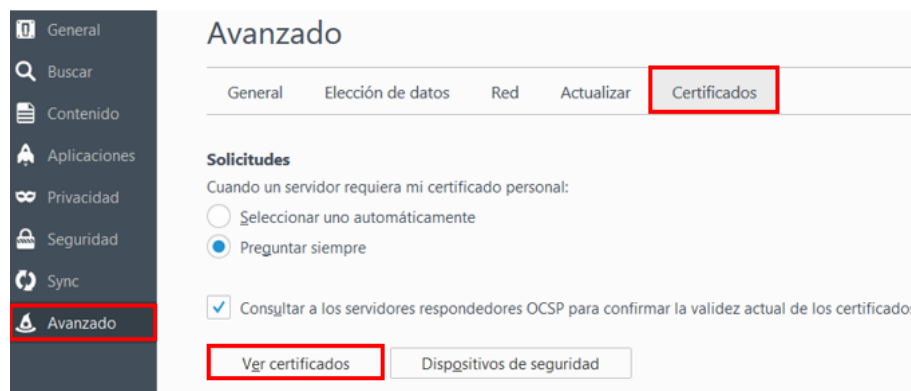 General
Buscar
Contenido
Aplicaciones
Privacidad
Seguridad
Sync
Avanzado
Avanzado
General Elección de datos Red Actualizar Certificados
Solicitudes
Cuando un servidor requiera mi certificado personal:
Seleccionar uno automáticamente
Preguntar siempre
Consultar a los servidores respondedores OCSP para confirmar la validez actual de los certificados
Ver certificados Dispositivos de seguridad